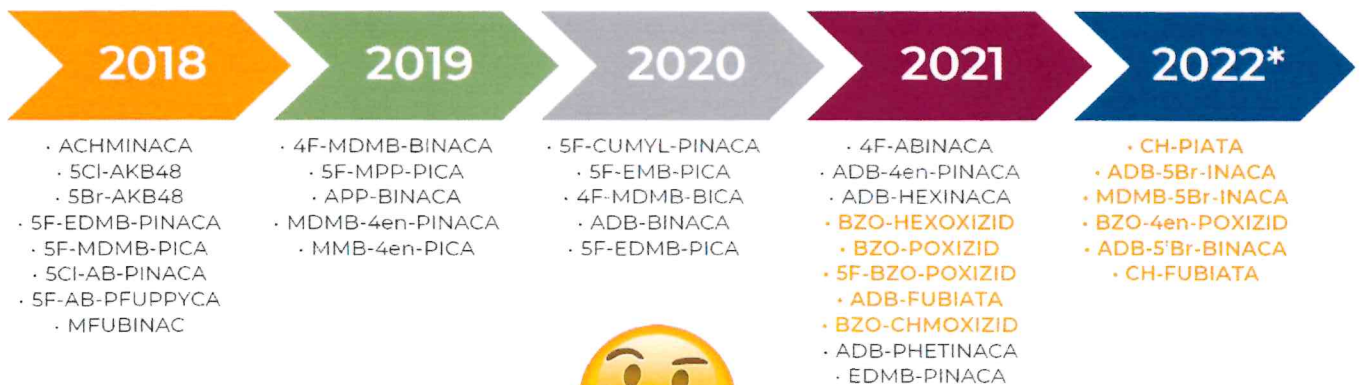 2018
· ACHMINACA
· 5Cl-AKB48
· 5Br-AKB48
· 5F-EDMB-PINACA
· 5F-MDMB-PICA
· 5Cl-AB-PINACA
· 5F-AB-PFUPPYCA
· MFUBINAC
2019
· 4F-MDMB-BINACA
· 5F-MPP-PICA
· APP-BINACA
· MDMB-4en-PINACA
· MMB-4en-PICA
2020
· 5F-CUMYL-PINACA
· 5F-EMB-PICA
· 4F-MDMB-BICA
· ADB-BINACA
· 5F-EDMB-PICA
2021
· 4F-ABINACA
· ADB-4en-PINACA
· ADB-HEXINACA
· BZO-HEXOXIZID
· BZO-POXIZID
· 5F-BZO-POXIZID
· ADB-FUBIATA
· BZO-CHMOXIZID
· ADB-PHETINACA
· EDMB-PINACA
2022*
· CH-PIATA
· ADB-5Br-INACA
· MDMB-5Br-INACA
· BZO-4en-POXIZID
· ADB-5'Br-BINACA
· CH-FUBIATA